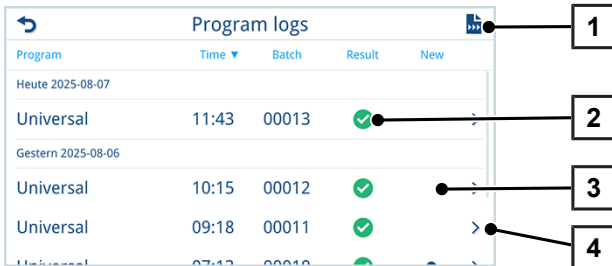 Program logs
1
Program Time ▼ Batch Result New
Heute 2025-08-07
Universal 11:43 00013
2
Gestern 2025-08-06
Universal 10:15 00012
3
Universal 09:18 00011
4